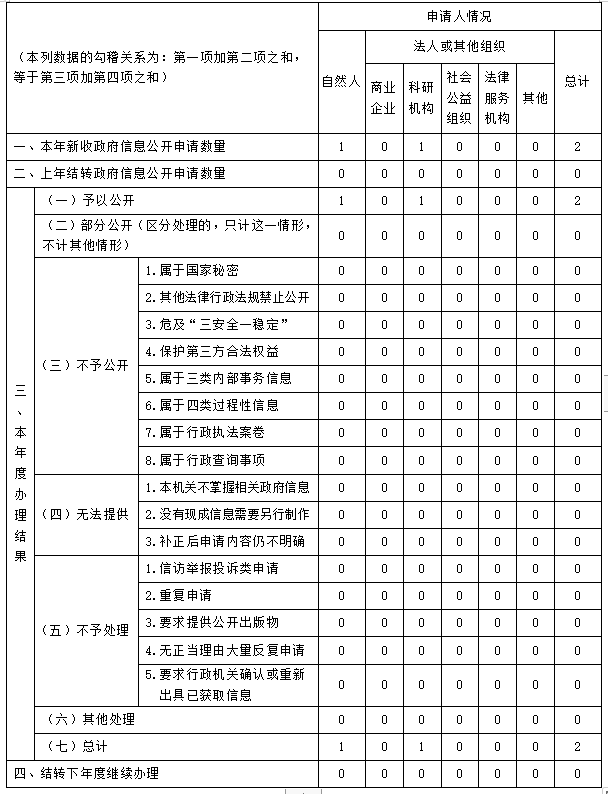 申请人情况
（本列数据的勾稽关系为：第一项加第二项之和，
等于第三项加第四项之和）
自然人
法人或其他组织
总计
商业
企业
科研
机构
社会
公益
组织
法律
服务
机构
其他
一、本年新收政府信息公开申请数量 1 0 1 0 0 0 2
二、上年结转政府信息公开申请数量 0 0 0 0 0 0 0
三、本年度办理结果
（一）予以公开 1 0 1 0 0 0 2
（二）部分公开（区分处理的，只计这一情形，
不计其他情形） 0 0 0 0 0 0 0
（三）不予公开
1.属于国家秘密 0 0 0 0 0 0 0
2.其他法律行政法规禁止公开 0 0 0 0 0 0 0
3.危及“三安全一稳定” 0 0 0 0 0 0 0
4.保护第三方合法权益 0 0 0 0 0 0 0
5.属于三类内部事务信息 0 0 0 0 0 0 0
6.属于四类过程性信息 0 0 0 0 0 0 0
7.属于行政执法案卷 0 0 0 0 0 0 0
8.属于行政查询事项 0 0 0 0 0 0 0
（四）无法提供
1.本机关不掌握相关政府信息 0 0 0 0 0 0 0
2.没有现成信息需要另行制作 0 0 0 0 0 0 0
3.补正后申请内容仍不明确 0 0 0 0 0 0 0
（五）不予处理
1.信访举报投诉类申请 0 0 0 0 0 0 0
2.重复申请 0 0 0 0 0 0 0
3.要求提供公开出版物 0 0 0 0 0 0 0
4.无正当理由大量反复申请 0 0 0 0 0 0 0
5.要求行政机关确认或重新
出具已获取信息 0 0 0 0 0 0 0
（六）其他处理 0 0 0 0 0 0 0
（七）总计 1 0 1 0 0 0 2
四、结转下年度继续办理 0 0 0 0 0 0 0